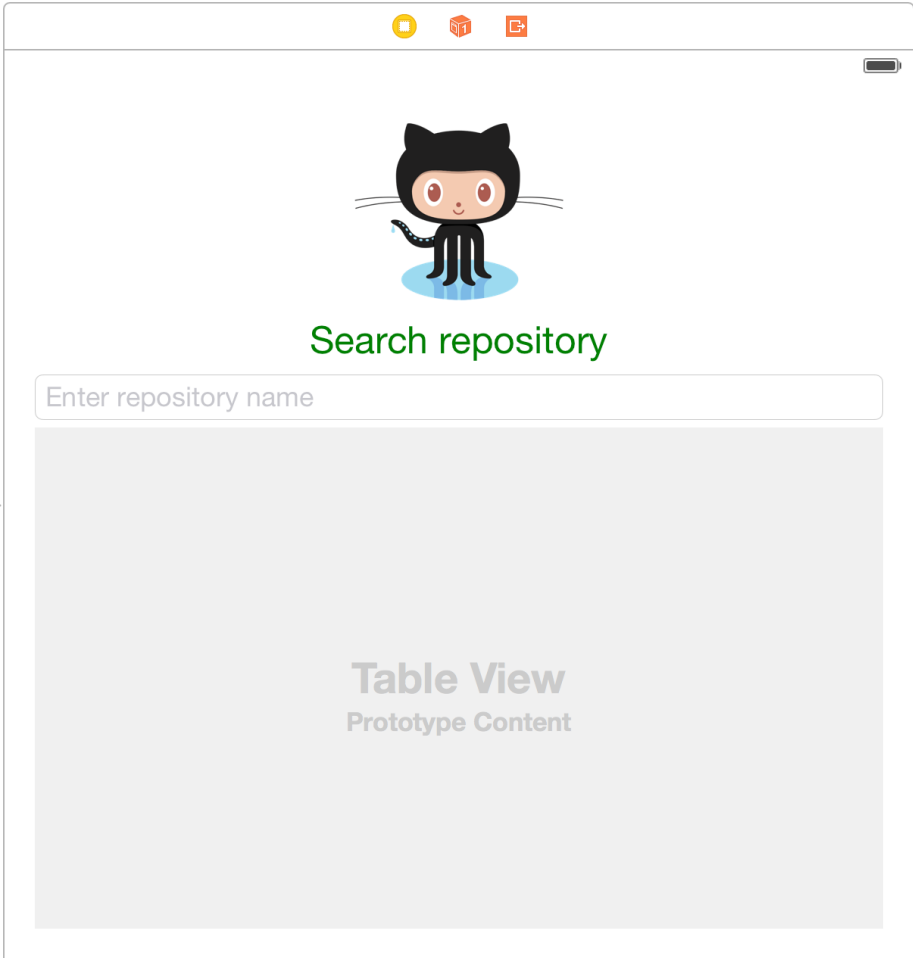 Search repository
Enter repository name
Table View
Prototype Content